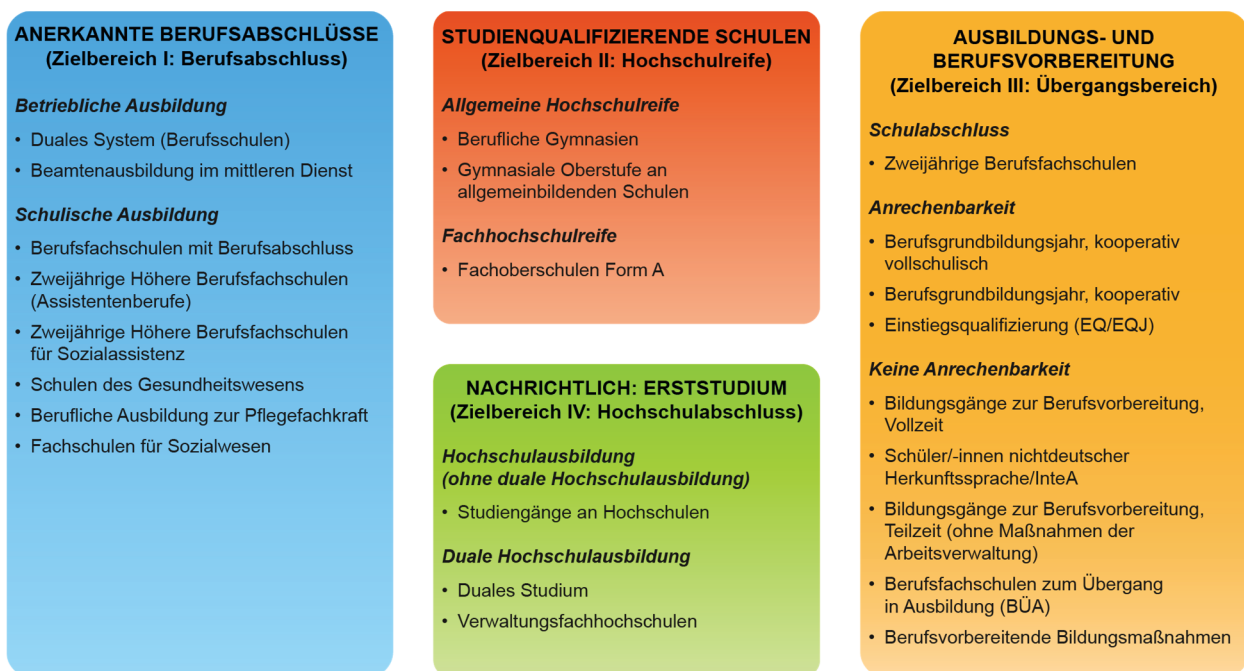 ANERKANNTE BERUFSABSCHLÜSSE
(Zielbereich I: Berufsabschluss)
Betriebliche Ausbildung
• Duales System (Berufsschulen)
• Beamtenausbildung im mittleren Dienst
Schulische Ausbildung
• Berufsfachschulen mit Berufsabschluss
• Zweijährige Höhere Berufsfachschulen
(Assistentenberufe)
• Zweijährige Höhere Berufsfachschulen
für Sozialassistenz
• Schulen des Gesundheitswesens
• Berufliche Ausbildung zur Pflegefachkraft
• Fachschulen für Sozialwesen
STUDIENQUALIFIZIERENDE SCHULEN
(Zielbereich II: Hochschulreife)
Allgemeine Hochschulreife
• Berufliche Gymnasien
• Gymnasiale Oberstufe an
allgemeinbildenden Schulen
Fachhochschulreife
• Fachoberschulen Form A
NACHRICHTLICH: ERSTSTUDIUM
(Zielbereich IV: Hochschulabschluss)
Hochschulausbildung
(ohne duale Hochschulausbildung)
• Studiengänge an Hochschulen
Duale Hochschulausbildung
• Duales Studium
• Verwaltungsfachhochschulen
AUSBILDUNGS- UND
BERUFSVORBEREITUNG
(Zielbereich III: Übergangsbereich)
Schulabschluss
• Zweijährige Berufsfachschulen
Anrechenbarkeit
• Berufsgrundbildungsjahr, kooperativ
vollschulisch
• Berufsgrundbildungsjahr, kooperativ
• Einstiegsqualifizierung (EQ/EQJ)
Keine Anrechenbarkeit
• Bildungsgänge zur Berufsvorbereitung,
Vollzeit
• Schüler/-innen nichtdeutscher
Herkunftssprache/InteA
• Bildungsgänge zur Berufsvorbereitung,
Teilzeit (ohne Maßnahmen der
Arbeitsverwaltung)
• Berufsfachschulen zum Übergang
in Ausbildung (BÜA)
• Berufsvorbereitende Bildungsmaßnahmen